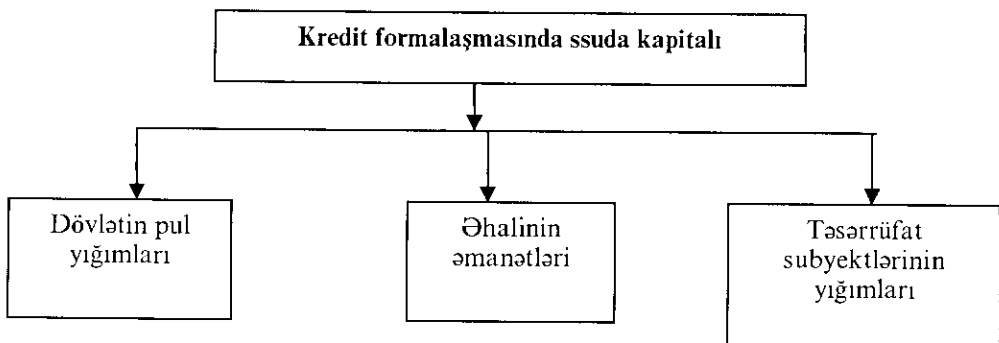 Kredit formalaşmasında ssuda kapitalı
Dövlətin pul
yığımları
Əhalinin
əmanətləri
Təsərrüfat
subyektlərinin
yığımları